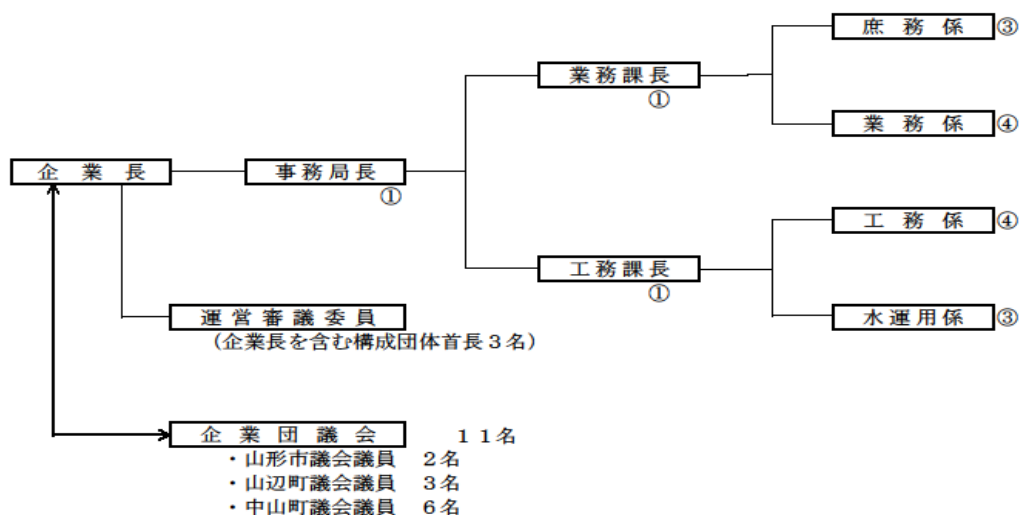 庶務係③
業務課長
①
業務係④
企業長
事務局長
①
工務係④
工務課長
①
運営審議委員
(企業長を含む構成団体首長３名)
水運用係③
企業団議会 １１名
・山形市議会議員 ２名
・山辺町議会議員 ３名
・中山町議会議員 ６名